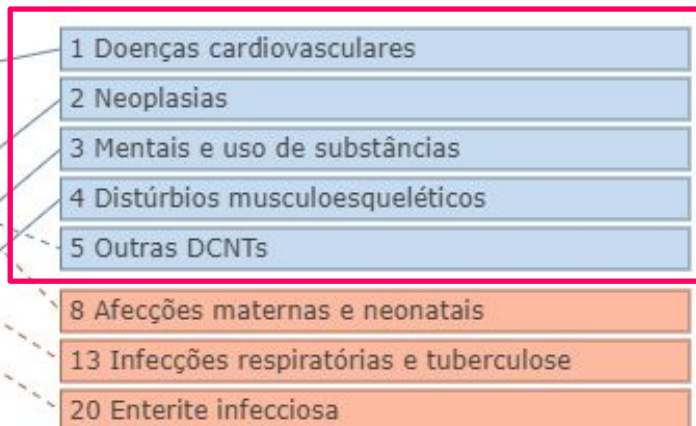 1 Doenças cardiovasculares
2 Neoplasias
3 Mentais e uso de substâncias
4 Distúrbios musculoesqueléticos
5 Outras DCNTs
8 Afecções maternas e neonatais
13 Infecções respiratórias e tuberculose
20 Enterite infecciosa